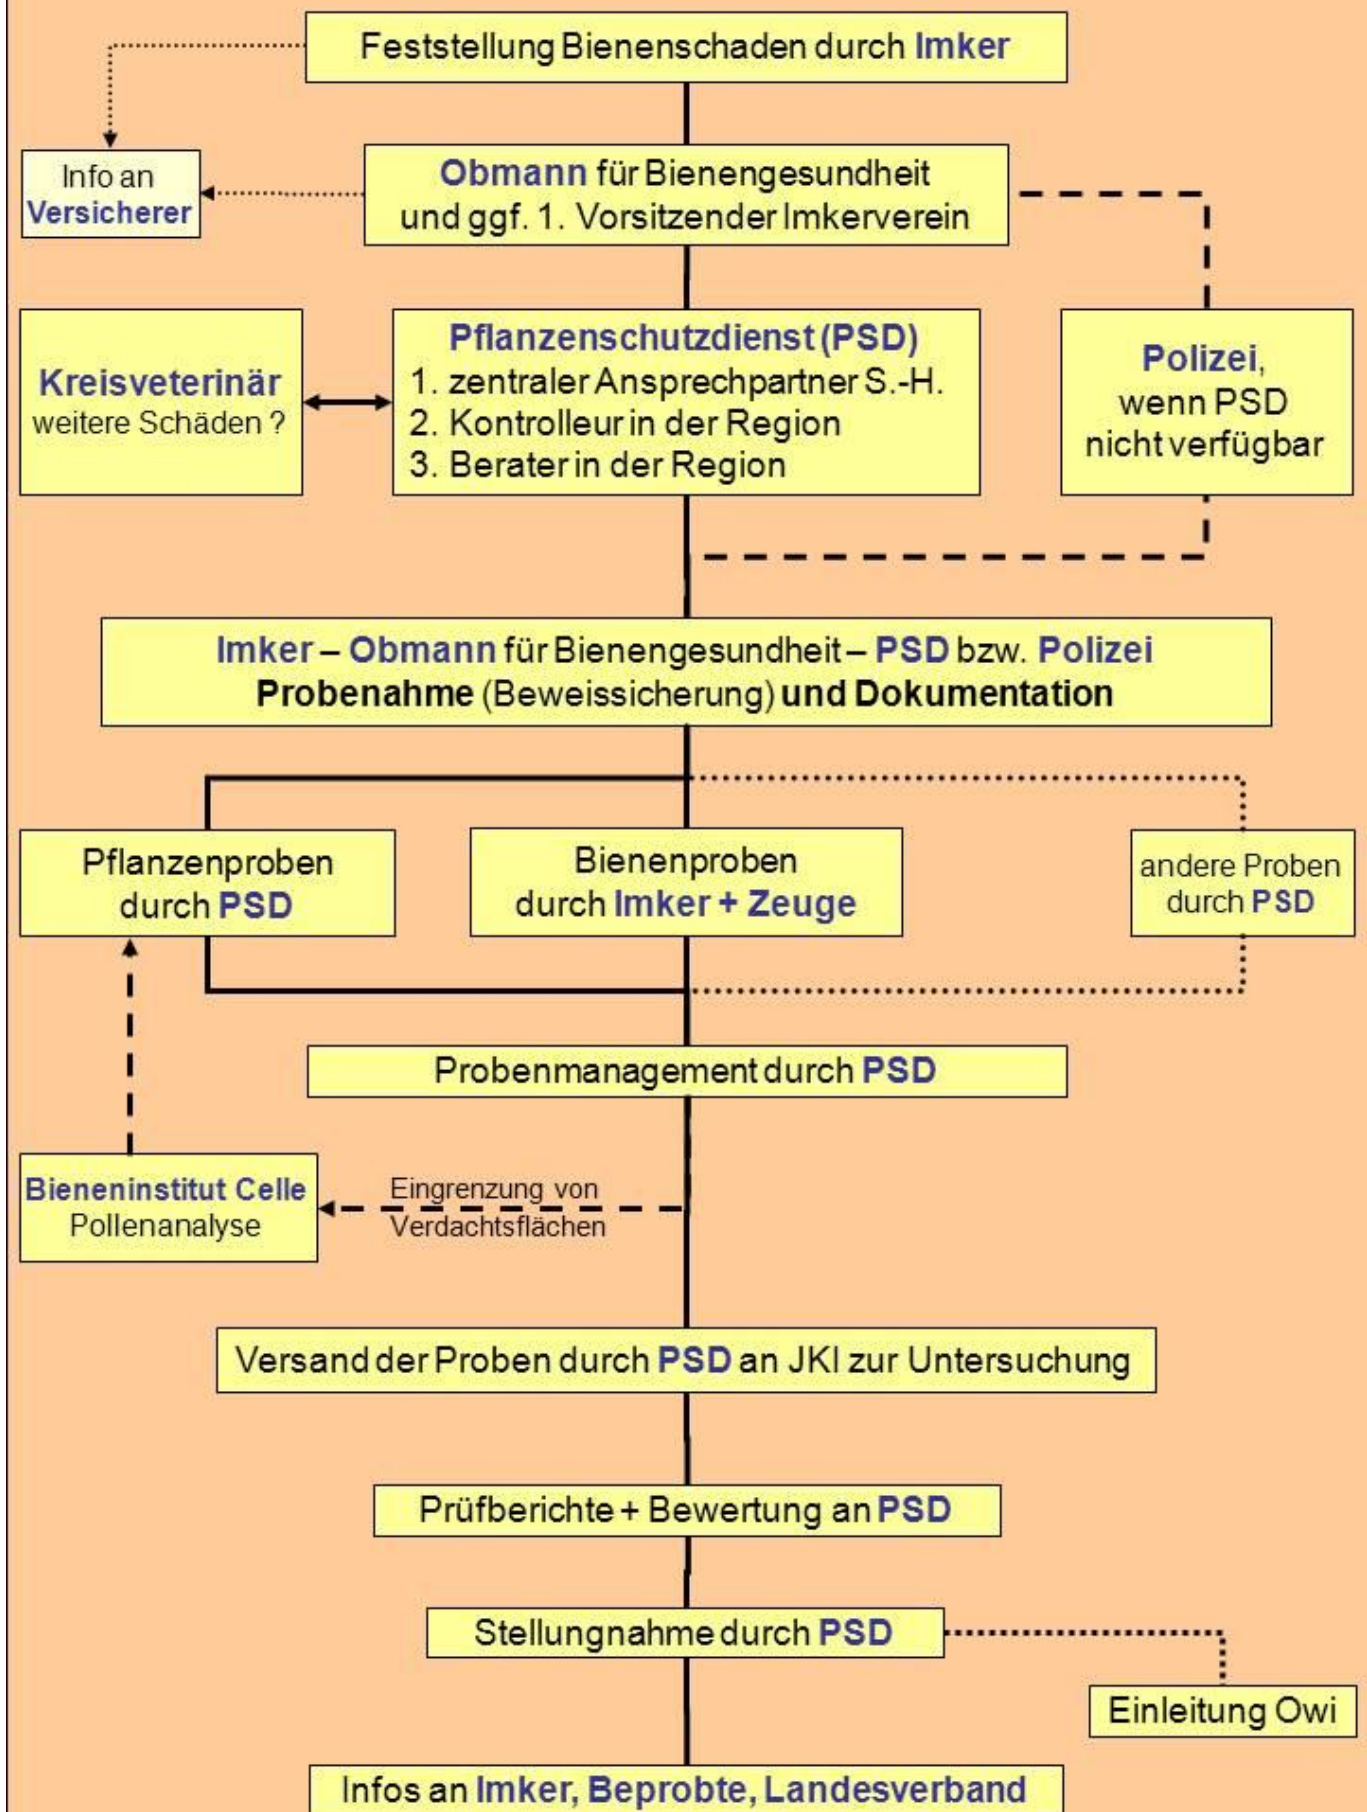 Feststellung Bienenschaden durch Imker
Info an
Versicherer
Obmann für Bienengesundheit
und ggf. 1. Vorsitzender Imkerverein
Kreisveterinär
weitere Schäden ?
Pflanzenschutzdienst (PSD)
1. zentraler Ansprechpartner S.-H.
2. Kontrolleur in der Region
3. Berater in der Region
Polizei,
wenn PSD
nicht verfügbar
Imker – Obmann für Bienengesundheit – PSD bzw. Polizei
Probenahme (Beweissicherung) und Dokumentation
Pflanzenproben
durch PSD
Bienenproben
durch Imker + Zeuge
andere Proben
durch PSD
Probenmanagement durch PSD
Bieneninstitut Celle
Pollenanalyse
Eingrenzung von
Verdachtsflächen
Versand der Proben durch PSD an JKI zur Untersuchung
Prüfberichte + Bewertung an PSD
Stellungnahme durch PSD
Einleitung Owi
Infos an Imker, Beprobte, Landesverband